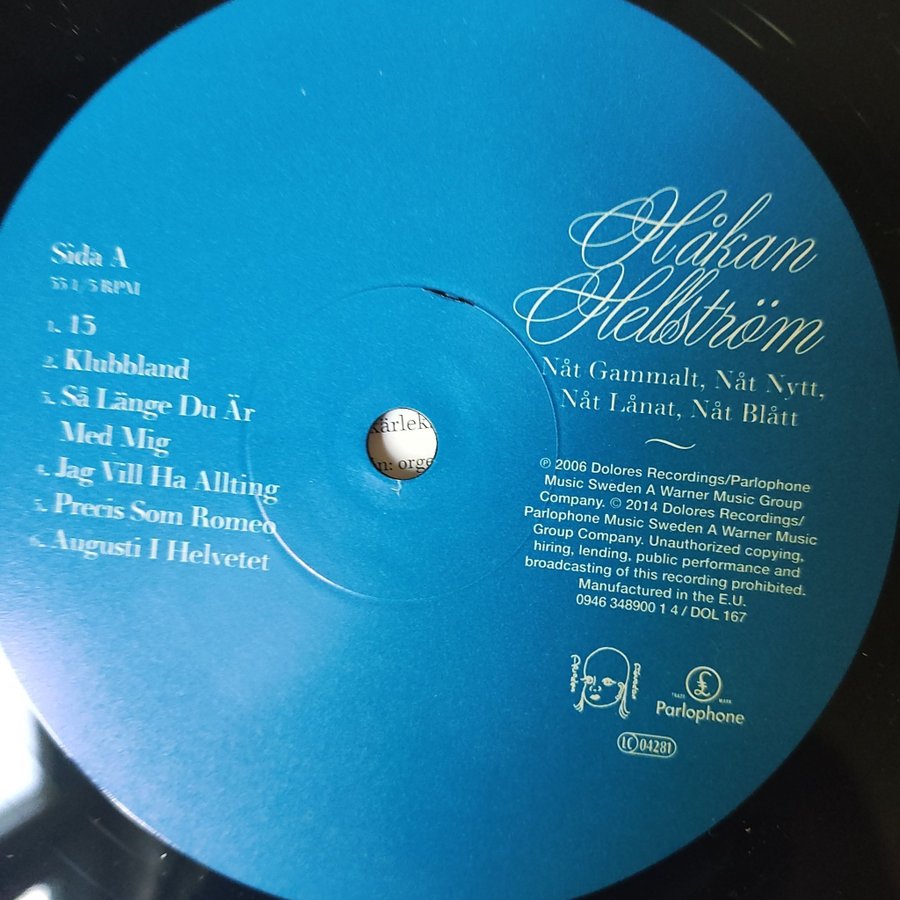 Sida A
33 1/3 RPM
1. 15
2. Klubbland
3. Så Länge Du Är
Med Mig
4. Jag Vill Ha Allting
5. Precis Som Romeo
6. Augusti I Helvetet
kärlek
n: orge
Håkan
Hellström
Nåt Gammalt, Nåt Nytt,
Nåt Lånat, Nåt Blått
℗ 2006 Dolores Recordings/Parlophone
Music Sweden A Warner Music Group
Company. © 2014 Dolores Recordings/
Parlophone Music Sweden A Warner Music
Group Company. Unauthorized copying,
hiring, lending, public performance and
broadcasting of this recording prohibited.
Manufactured in the E.U.
0946 348900 1 4 / DOL 167
TRADE MARK
£
Parlophone
LC 04281